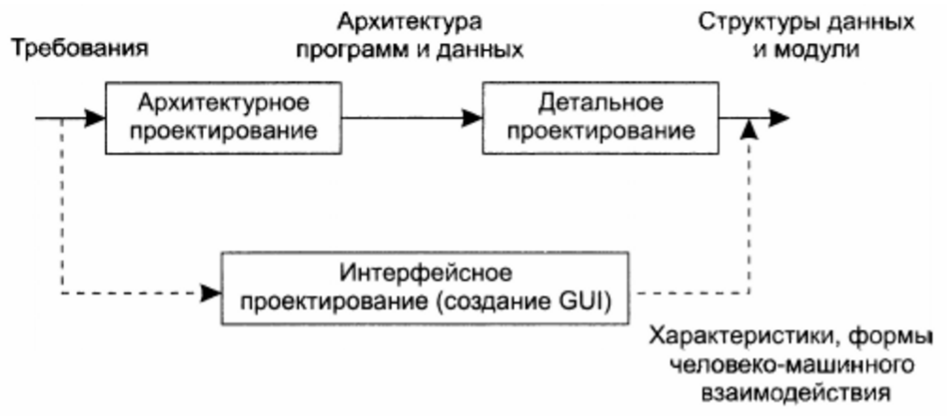 Требования
Архитектура
программ и данных
Структуры данных
и модули
Архитектурное
проектирование
Детальное
проектирование
Интерфейсное
проектирование (создание GUI)
Характеристики, формы
человеко-машинного
взаимодействия